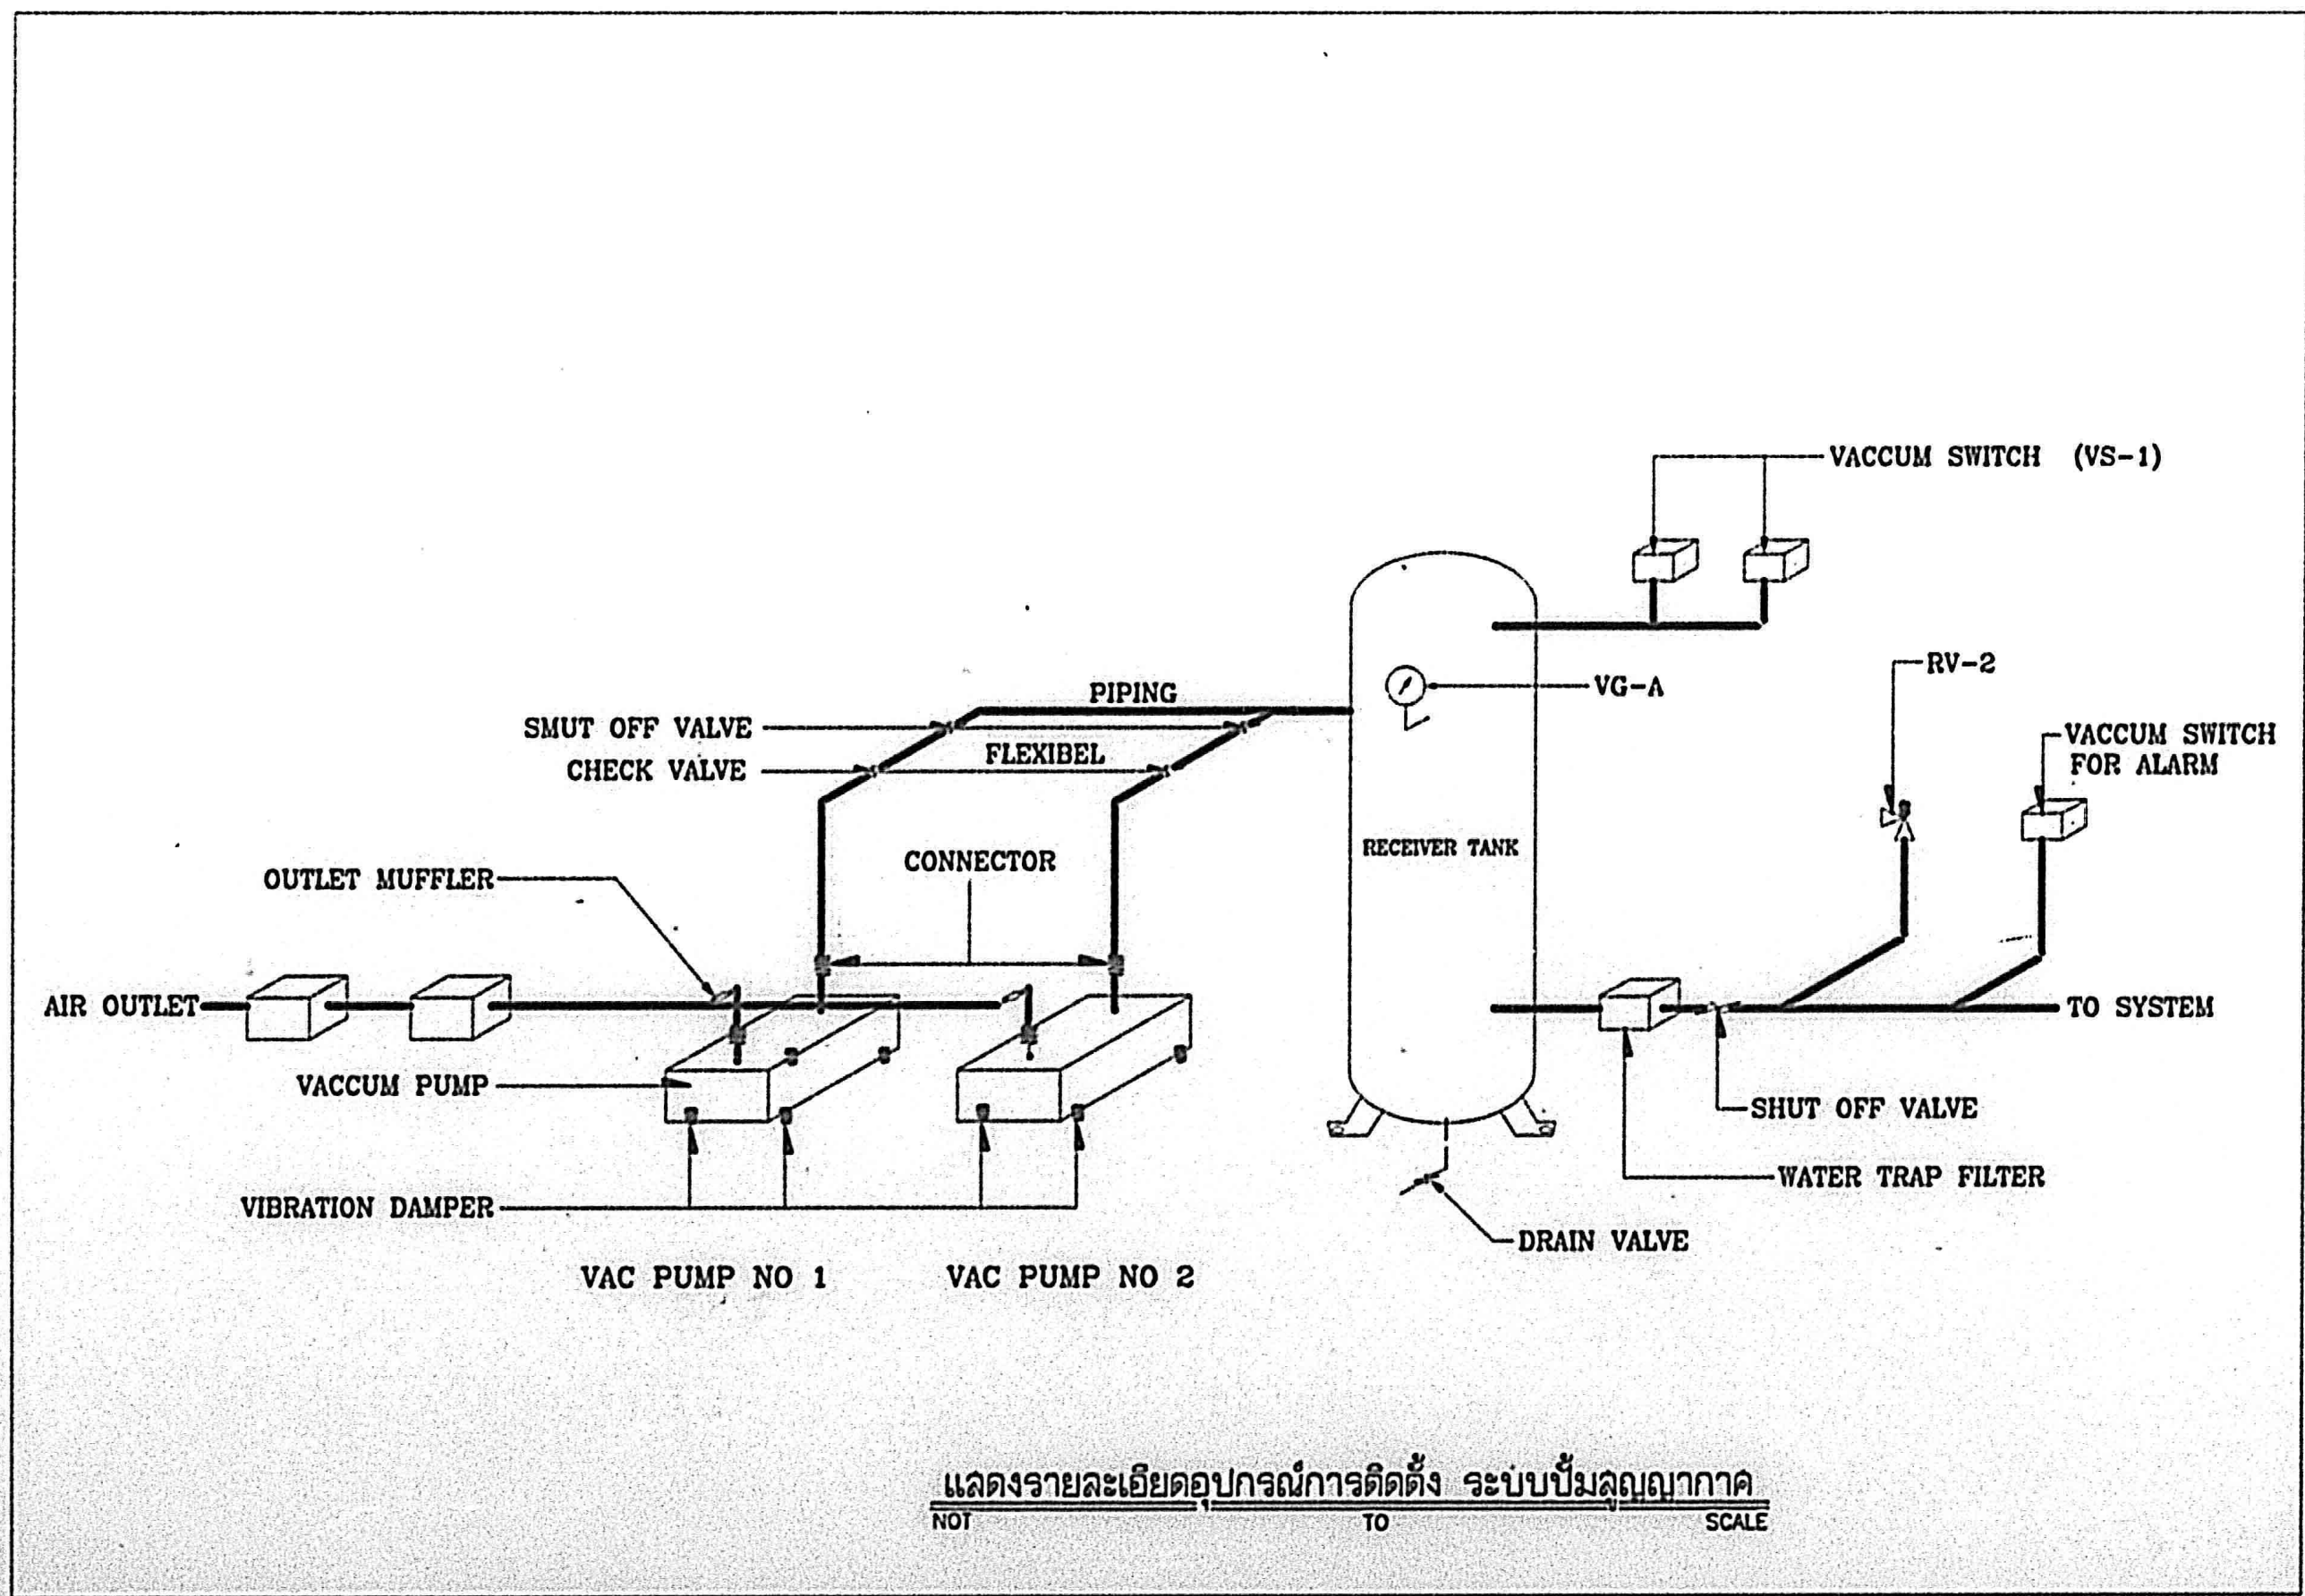 VACCUM SWITCH (VS-1)
RV-2
PIPING
VG-A
SMUT OFF VALVE
FLEXIBEL
CHECK VALVE
VACCUM SWITCH
FOR ALARM
RECEIVER TANK
CONNECTOR
OUTLET MUFFLER
AIR OUTLET
TO SYSTEM
VACCUM PUMP
SHUT OFF VALVE
WATER TRAP FILTER
VIBRATION DAMPER
DRAIN VALVE
VAC PUMP NO 1
VAC PUMP NO 2
แสดงรายละเอียดอุปกรณ์การติดตั้ง ระบบปั้มสูญญากาศ
NOT TO SCALE